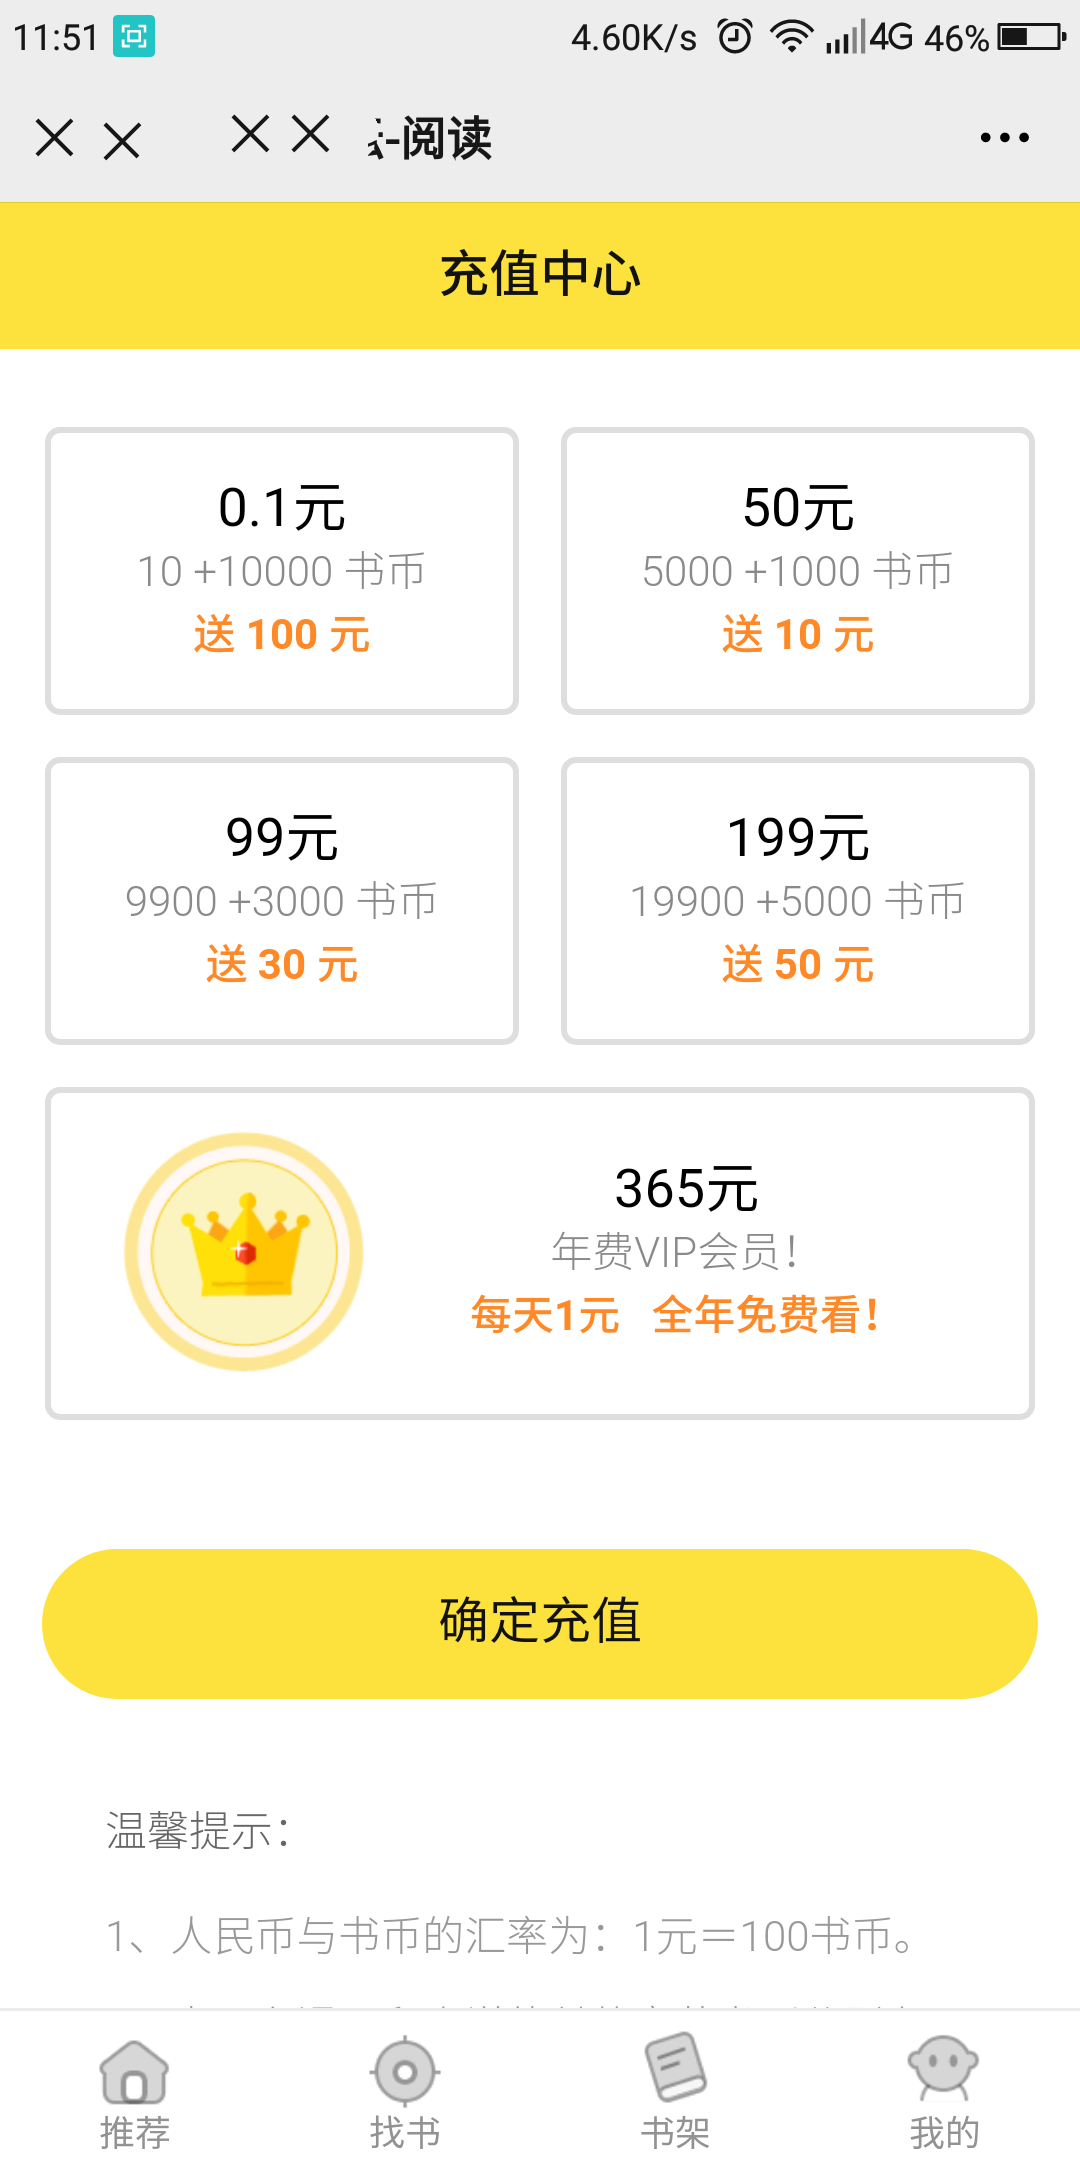 11:51 4.60K/s 4G 46%
-阅读
充值中心
0.1元
10 +10000 书币
送 100 元
50元
5000 +1000 书币
送 10 元
99元
9900 +3000 书币
送 30 元
199元
19900 +5000 书币
送 50 元
365元
年费VIP会员！
每天1元 全年免费看！
确定充值
温馨提示：
1、人民币与书币的汇率为：1元＝100书币。
推荐 找书 书架 我的